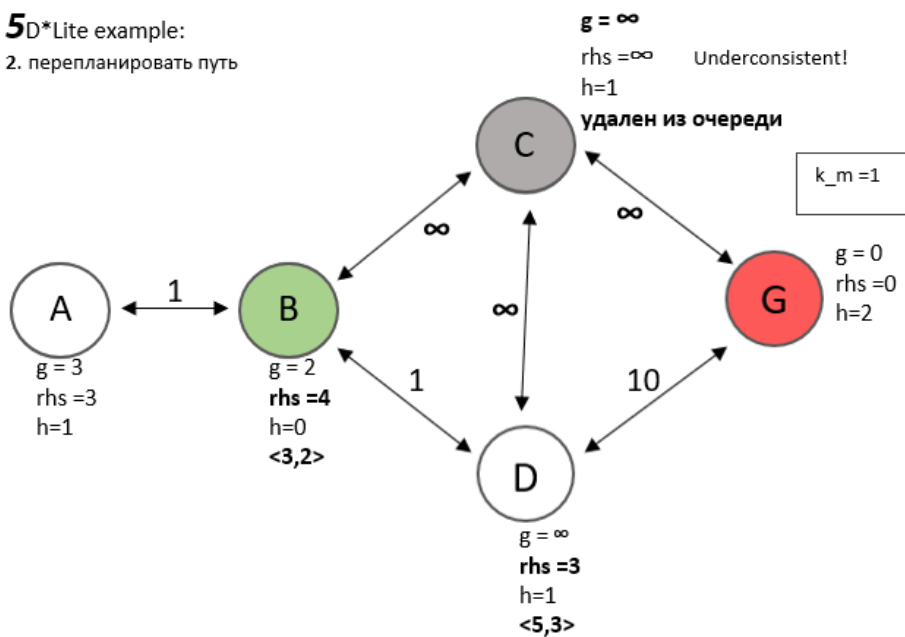 5D*Lite example:
2. перепланировать путь
g = ∞
rhs =∞ Underconsistent!
h=1
удален из очереди
C
k_m =1
∞
∞
g = 0
rhs =0
h=2
A
1
B
∞
G
g = 3
rhs =3
h=1
g = 2
rhs =4
h=0
<3,2>
1
10
D
g = ∞
rhs =3
h=1
<5,3>